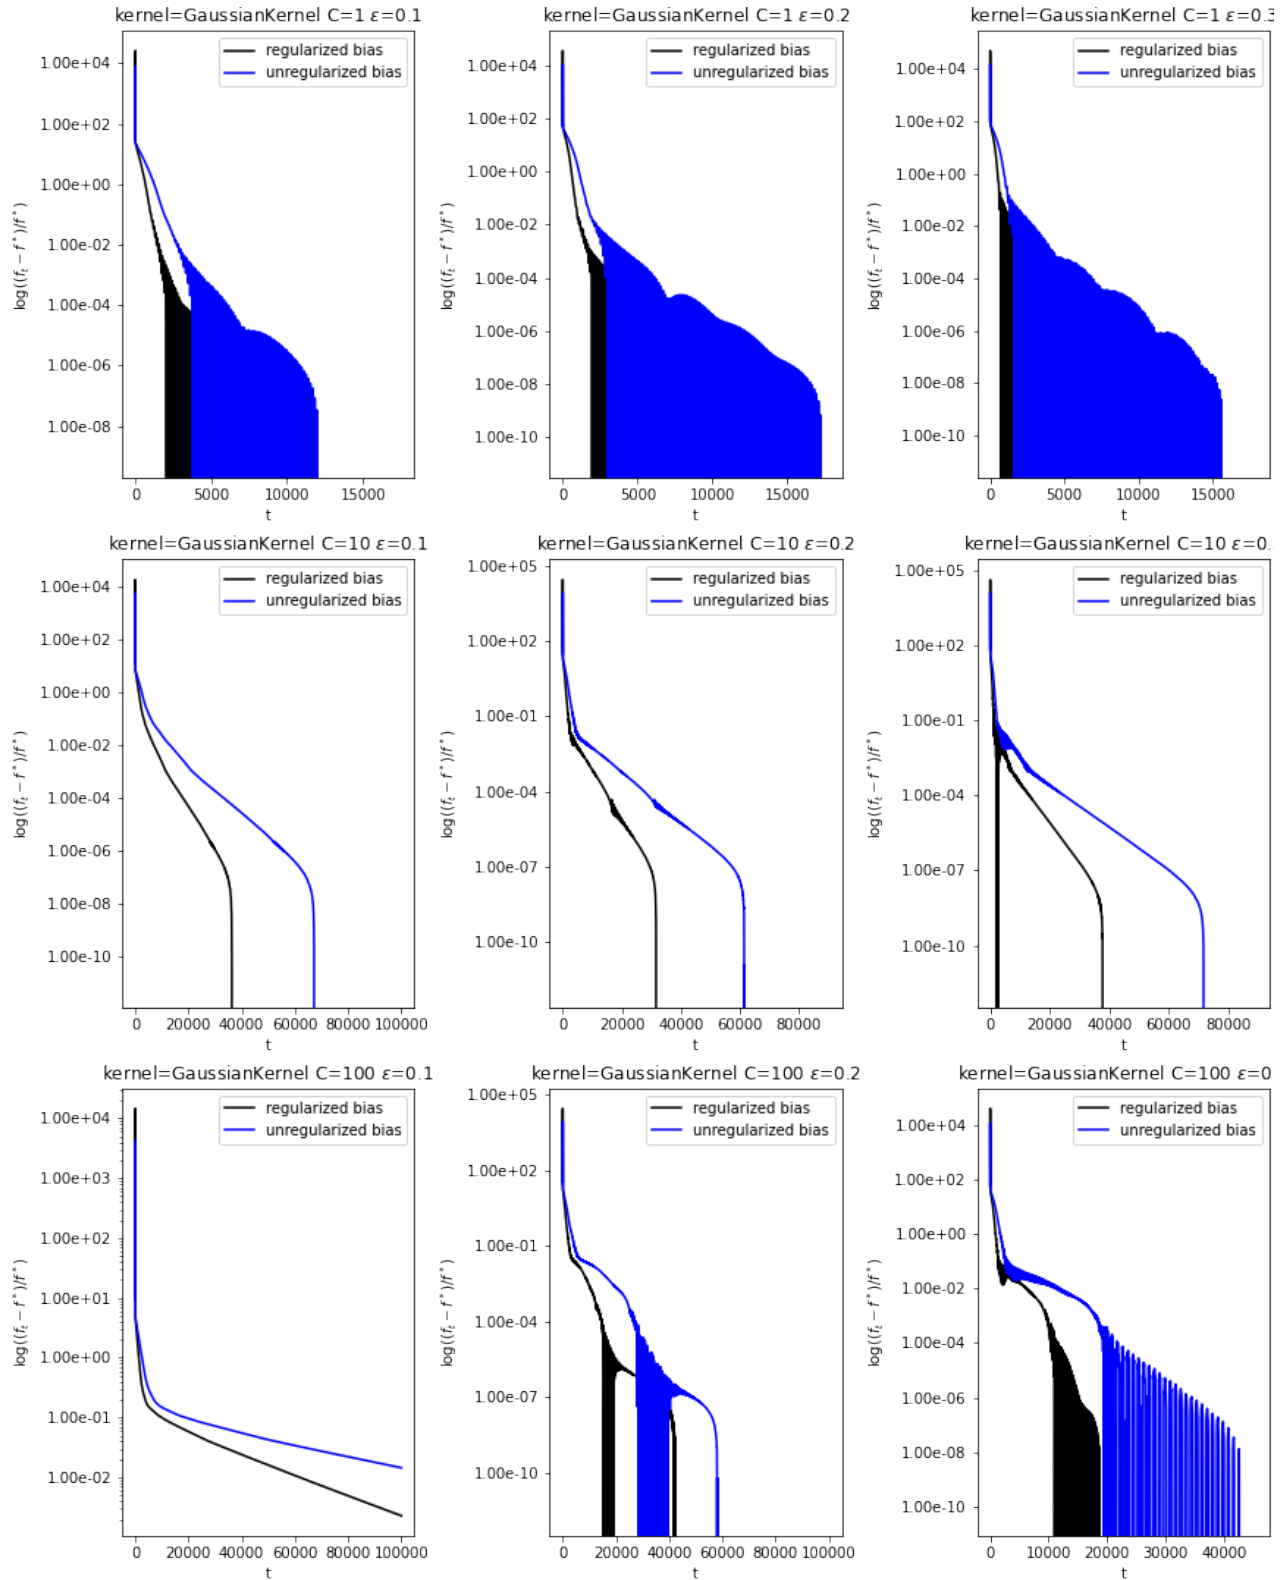 kernel=GaussianKernel C=1 ε=0.1
regularized bias
unregularized bias
1.00e+04
1.00e+02
1.00e+00
1.00e-02
1.00e-04
1.00e-06
1.00e-08
log((f_t − f*)/f*)
0 5000 10000 15000
t
kernel=GaussianKernel C=1 ε=0.2
regularized bias
unregularized bias
1.00e+04
1.00e+02
1.00e+00
1.00e-02
1.00e-04
1.00e-06
1.00e-08
1.00e-10
log((f_t − f*)/f*)
0 5000 10000 15000
t
kernel=GaussianKernel C=1 ε=0.3
regularized bias
unregularized bias
1.00e+04
1.00e+02
1.00e+00
1.00e-02
1.00e-04
1.00e-06
1.00e-08
1.00e-10
log((f_t − f*)/f*)
0 5000 10000 15000
t
kernel=GaussianKernel C=10 ε=0.1
regularized bias
unregularized bias
1.00e+04
1.00e+02
1.00e+00
1.00e-02
1.00e-04
1.00e-06
1.00e-08
1.00e-10
log((f_t − f*)/f*)
0 20000 40000 60000 80000 100000
t
kernel=GaussianKernel C=10 ε=0.2
regularized bias
unregularized bias
1.00e+05
1.00e+02
1.00e-01
1.00e-04
1.00e-07
1.00e-10
log((f_t − f*)/f*)
0 20000 40000 60000 80000
t
kernel=GaussianKernel C=10 ε=0.
regularized bias
unregularized bias
1.00e+05
1.00e+02
1.00e-01
1.00e-04
1.00e-07
1.00e-10
log((f_t − f*)/f*)
0 20000 40000 60000 80000
t
kernel=GaussianKernel C=100 ε=0.1
regularized bias
unregularized bias
1.00e+04
1.00e+03
1.00e+02
1.00e+01
1.00e+00
1.00e-01
1.00e-02
log((f_t − f*)/f*)
0 20000 40000 60000 80000 100000
t
kernel=GaussianKernel C=100 ε=0.2
regularized bias
unregularized bias
1.00e+05
1.00e+02
1.00e-01
1.00e-04
1.00e-07
1.00e-10
log((f_t − f*)/f*)
0 20000 40000 60000 80000 100000
t
kernel=GaussianKernel C=100 ε=0
regularized bias
unregularized bias
1.00e+04
1.00e+02
1.00e+00
1.00e-02
1.00e-04
1.00e-06
1.00e-08
1.00e-10
log((f_t − f*)/f*)
0 10000 20000 30000 40000
t